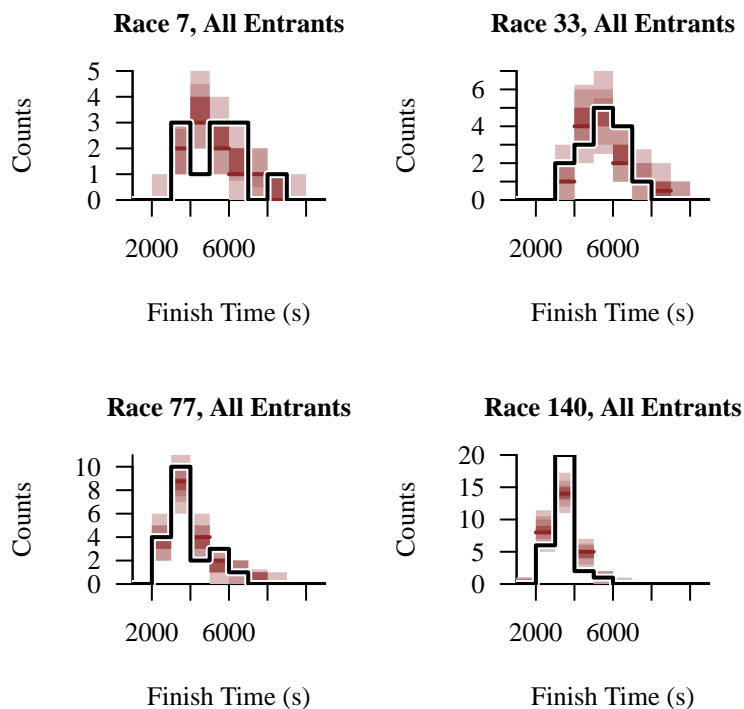 Race 7, All Entrants
Counts
5
4
3
2
1
0
2000 6000
Finish Time (s)
Race 33, All Entrants
Counts
6
4
2
0
2000 6000
Finish Time (s)
Race 77, All Entrants
Counts
10
8
6
4
2
0
2000 6000
Finish Time (s)
Race 140, All Entrants
Counts
20
15
10
5
0
2000 6000
Finish Time (s)